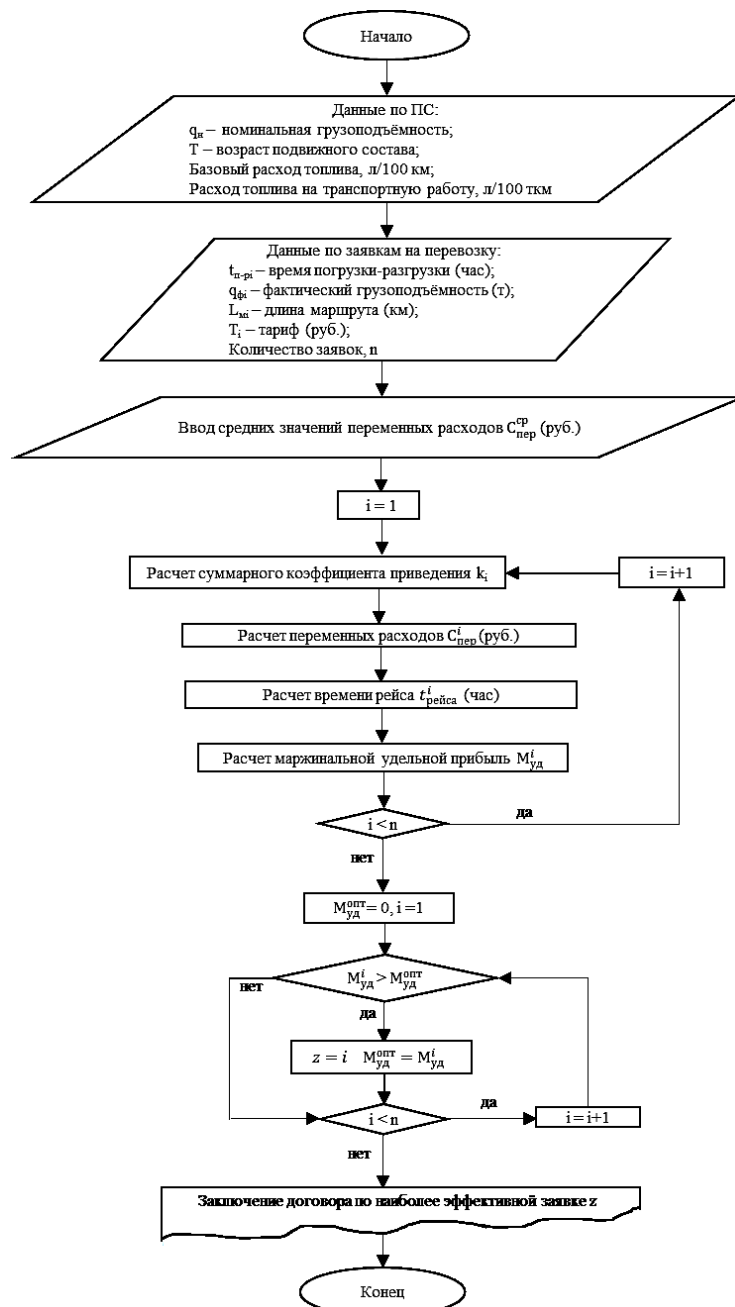 Начало
Данные по ПС:
qн – номинальная грузоподъёмность;
T – возраст подвижного состава;
Базовый расход топлива, л/100 км;
Расход топлива на транспортную работу, л/100 ткм
Данные по заявкам на перевозку:
tп-рi – время погрузки-разгрузки (час);
qфi – фактический грузоподъёмность (т);
Lмi – длина маршрута (км);
Ti – тариф (руб.);
Количество заявок, n
Ввод средних значений переменных расходов Cперср (руб.)
i = 1
Расчет суммарного коэффициента приведения ki
i = i+1
Расчет переменных расходов Cперi (руб.)
Расчет времени рейса tрейсаi (час)
Расчет маржинальной удельной прибыль Mудi
i < n
да
нет
Mудопт = 0, i =1
Mудi > Mудопт
нет
да
z = i Mудопт = Mудi
i < n
да
i = i+1
нет
Заключение договора по наиболее эффективной заявке z
Конец